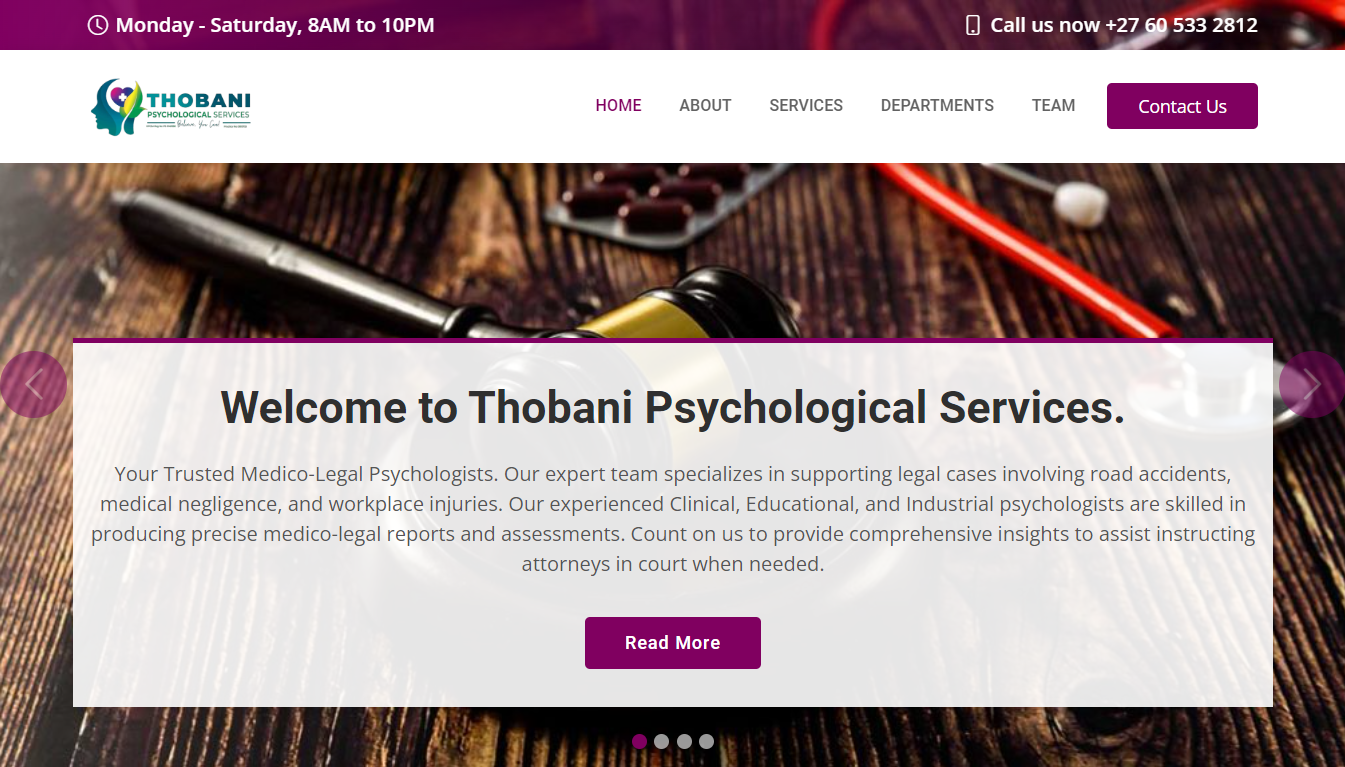 Monday - Saturday, 8AM to 10PM
Call us now +27 60 533 2812
THOBANI
PSYCHOLOGICAL SERVICES
Believe, You Can!
HOME
ABOUT
SERVICES
DEPARTMENTS
TEAM
Contact Us
Welcome to Thobani Psychological Services.
Your Trusted Medico-Legal Psychologists. Our expert team specializes in supporting legal cases involving road accidents,
medical negligence, and workplace injuries. Our experienced Clinical, Educational, and Industrial psychologists are skilled in
producing precise medico-legal reports and assessments. Count on us to provide comprehensive insights to assist instructing
attorneys in court when needed.
Read More